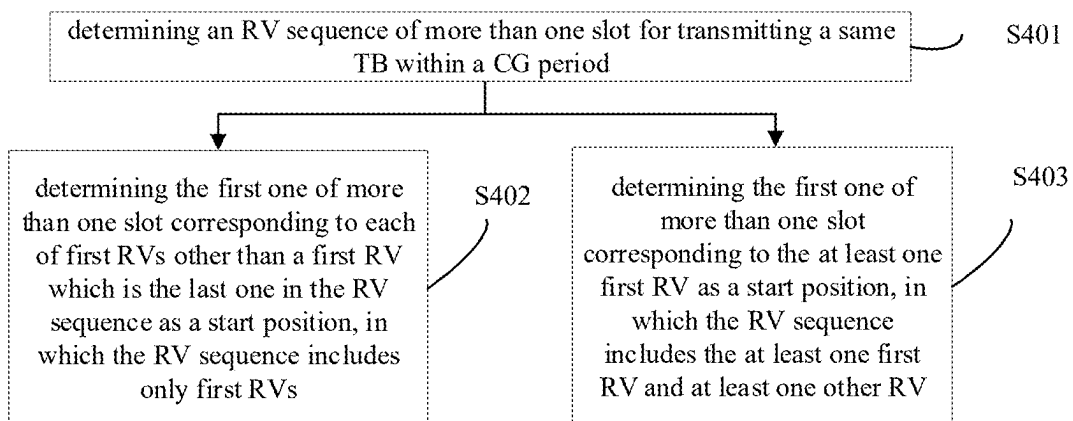 determining an RV sequence of more than one slot for transmitting a same
TB within a CG period
S401
determining the first one of more
than one slot corresponding to each
of first RVs other than a first RV
which is the last one in the RV
sequence as a start position, in
which the RV sequence includes
only first RVs
S402
determining the first one of
more than one slot
corresponding to the at least one
first RV as a start position, in
which the RV sequence
includes the at least one first
RV and at least one other RV
S403